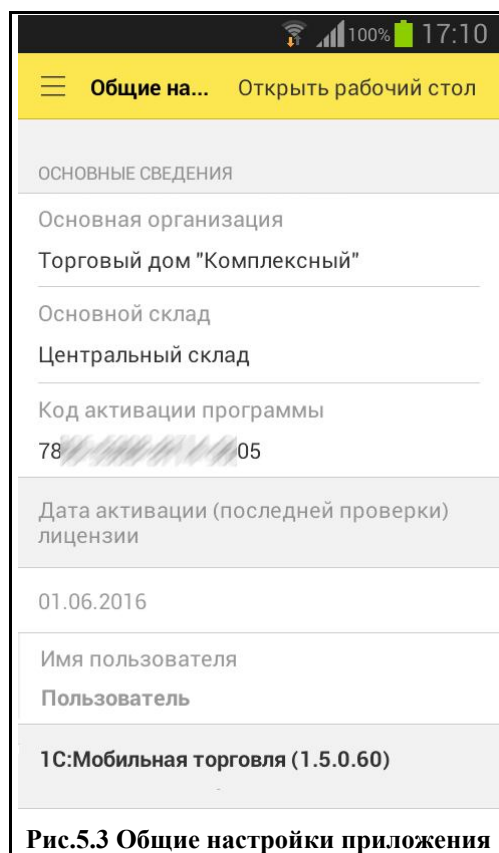 100% 17:10
Общие на... Открыть рабочий стол
ОСНОВНЫЕ СВЕДЕНИЯ
Основная организация
Торговый дом "Комплексный"
Основной склад
Центральный склад
Код активации программы
78 05
Дата активации (последней проверки)
лицензии
01.06.2016
Имя пользователя
Пользователь
1С:Мобильная торговля (1.5.0.60)
Рис.5.3 Общие настройки приложения